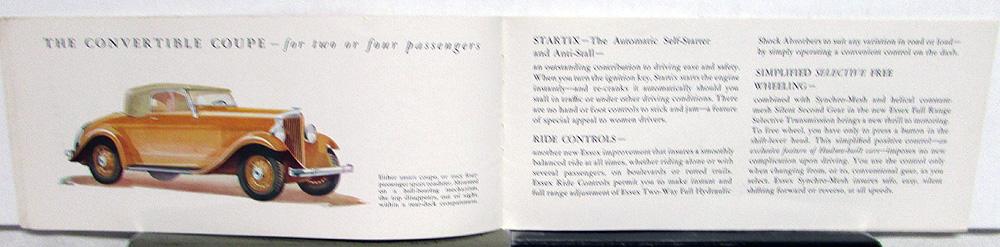 THE CONVERTIBLE COUPE—for two or four passengers
Either smart coupe, or racy four
passenger sport roadster. Mounted
on a ball-bearing mechanism,
the top disappears, out of sight,
within a rear-deck compartment.
STARTIX—The Automatic Self-Starter
and Anti-Stall—
an outstanding contribution to driving ease and safety.
When you turn the ignition key, Startix starts the engine
instantly—and re-cranks it automatically should you
stall in traffic or under other driving conditions. There
are no hand or foot controls to stick and jam—a feature
of special appeal to women drivers.
RIDE CONTROLS—
another new Essex improvement that insures a smoothly
balanced ride at all times, whether riding alone or with
several passengers, on boulevards or rutted trails.
Essex Ride Controls permit you to make instant and
full range adjustment of Essex Two-Way Full Hydraulic
Shock Absorbers to suit any variation in road or load—
by simply operating a convenient control on the dash.
SIMPLIFIED SELECTIVE FREE
WHEELING—
combined with Synchro-Mesh and helical constant-
mesh Silent Second Gear in the new Essex Full Range
Selective Transmission brings a new thrill to motoring.
To free wheel, you have only to press a button in the
shift-lever head. This simplified positive control—an
exclusive feature of Hudson-built cars—imposes no new
complication upon driving. You use the control only
when changing from, or to, conventional gear, as you
select. Essex Synchro-Mesh insures safe, easy, silent
shifting forward or reverse, at all speeds.